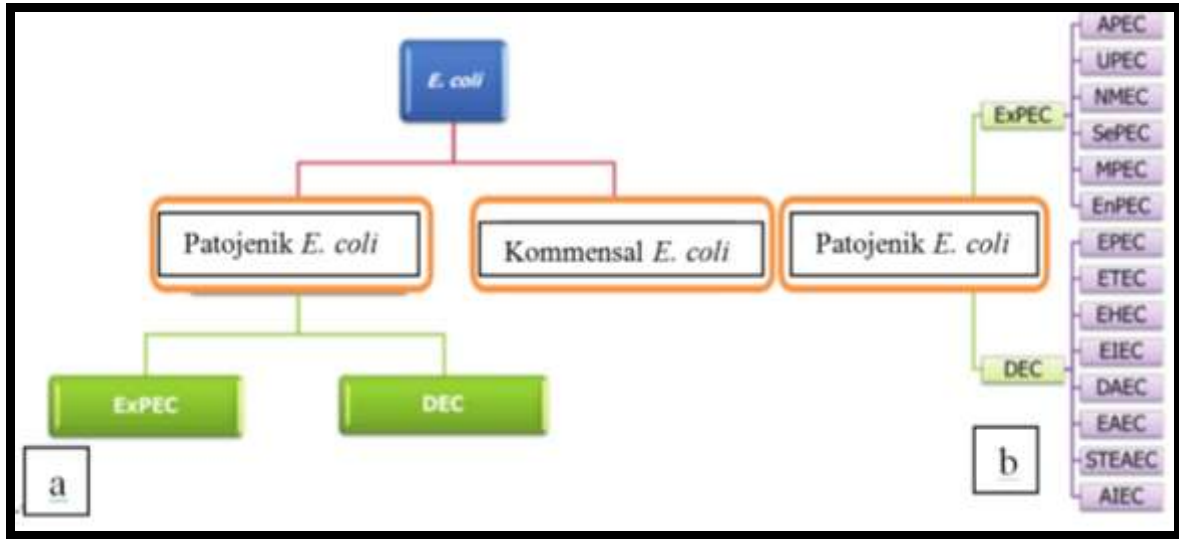 E. coli
Patojenik E. coli
Kommensal E. coli
ExPEC
DEC
a
Patojenik E. coli
ExPEC
APEC
UPEC
NMEC
SePEC
MPEC
EnPEC
DEC
EPEC
ETEC
EHEC
EIEC
DAEC
EAEC
STEAEC
AIEC
b